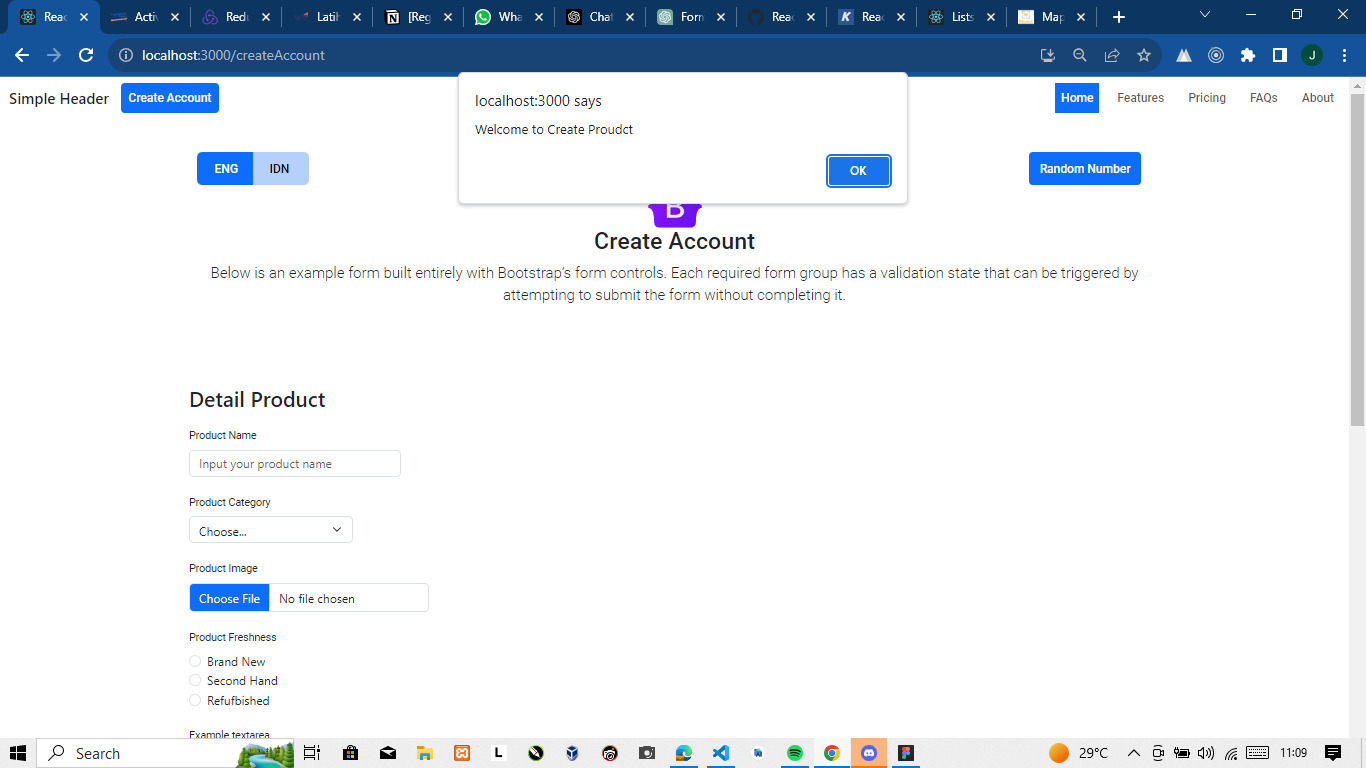 Reac
Activ
Redu
Latih
[Reg
Wha
Chat
Form
Reac
Reac
Lists
Map
localhost:3000/createAccount
J
Simple Header
Create Account
Home
Features
Pricing
FAQs
About
localhost:3000 says
Welcome to Create Proudct
OK
ENG
IDN
Random Number
B
Create Account
Below is an example form built entirely with Bootstrap's form controls. Each required form group has a validation state that can be triggered by
attempting to submit the form without completing it.
Detail Product
Product Name
Input your product name
Product Category
Choose...
Product Image
Choose File
No file chosen
Product Freshness
Brand New
Second Hand
Refufbished
Example textarea
Search
L
29°C
11:09